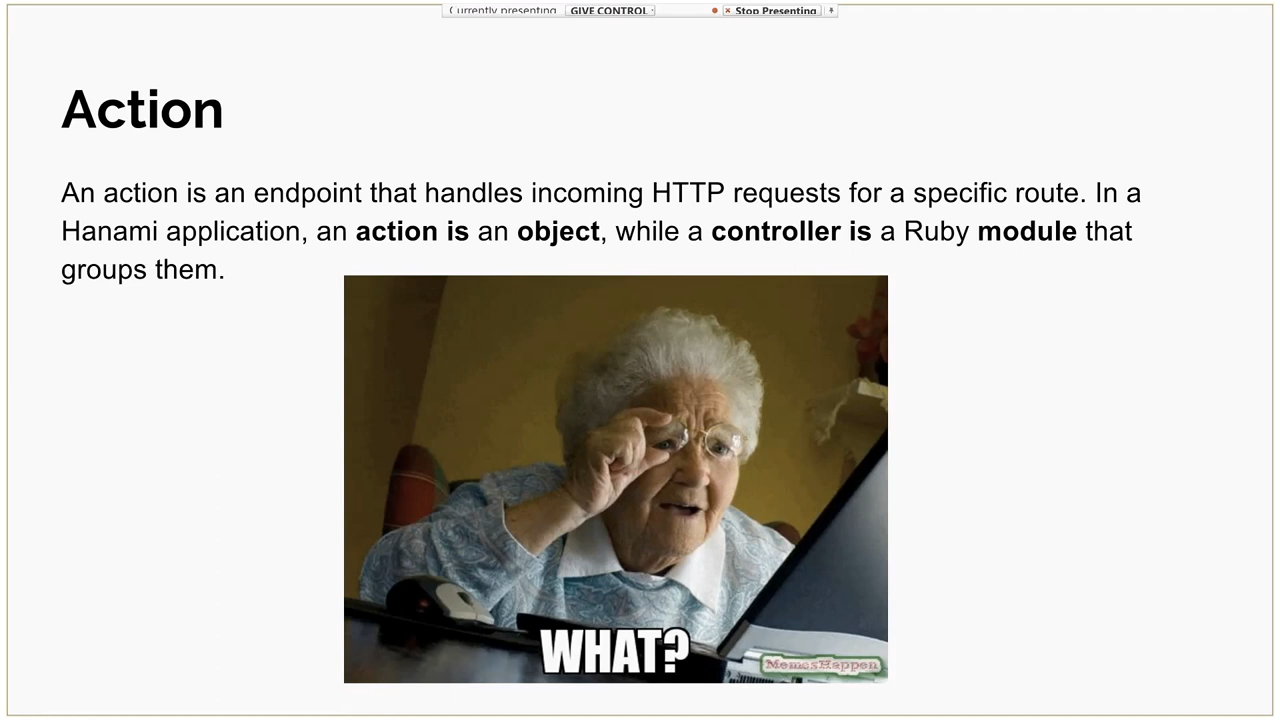 Currently presenting GIVE CONTROL Stop Presenting
Action
An action is an endpoint that handles incoming HTTP requests for a specific route. In a
Hanami application, an action is an object, while a controller is a Ruby module that
groups them.
WHAT?
MemesHappen